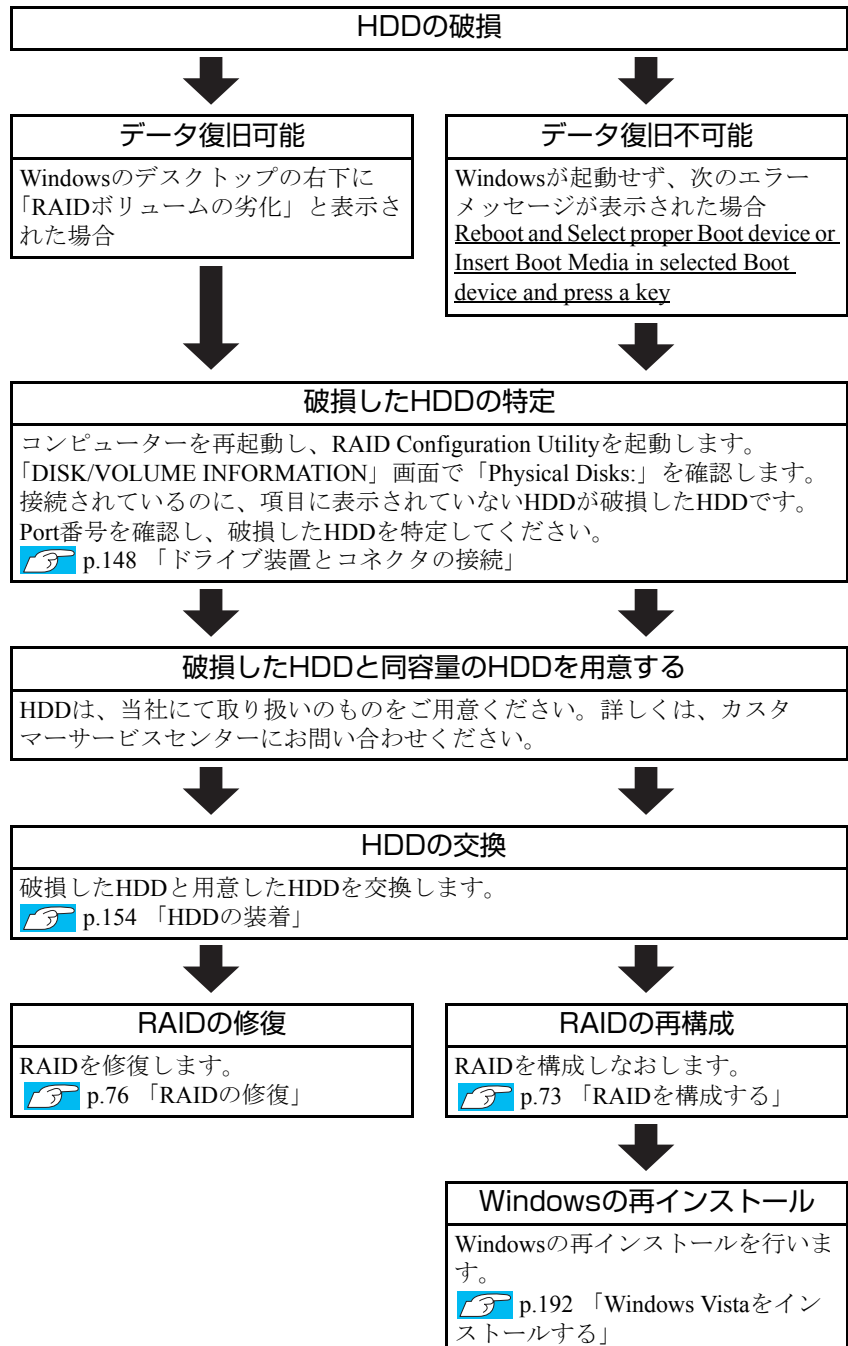 HDDの破損
データ復旧可能
Windowsのデスクトップの右下に
「RAIDボリュームの劣化」と表示さ
れた場合
データ復旧不可能
Windowsが起動せず、次のエラー
メッセージが表示された場合
Reboot and Select proper Boot device or
Insert Boot Media in selected Boot
device and press a key
破損したHDDの特定
コンピューターを再起動し、RAID Configuration Utilityを起動します。
「DISK/VOLUME INFORMATION」画面で「Physical Disks:」を確認します。
接続されているのに、項目に表示されていないHDDが破損したHDDです。
Port番号を確認し、破損したHDDを特定してください。
p.148 「ドライブ装置とコネクタの接続」
破損したHDDと同容量のHDDを用意する
HDDは、当社にて取り扱いのものをご用意ください。詳しくは、カスタ
マーサービスセンターにお問い合わせください。
HDDの交換
破損したHDDと用意したHDDを交換します。
p.154 「HDDの装着」
RAIDの修復
RAIDを修復します。
p.76 「RAIDの修復」
RAIDの再構成
RAIDを構成しなおします。
p.73 「RAIDを構成する」
Windowsの再インストール
Windowsの再インストールを行いま
す。
p.192 「Windows Vistaをイン
ストールする」